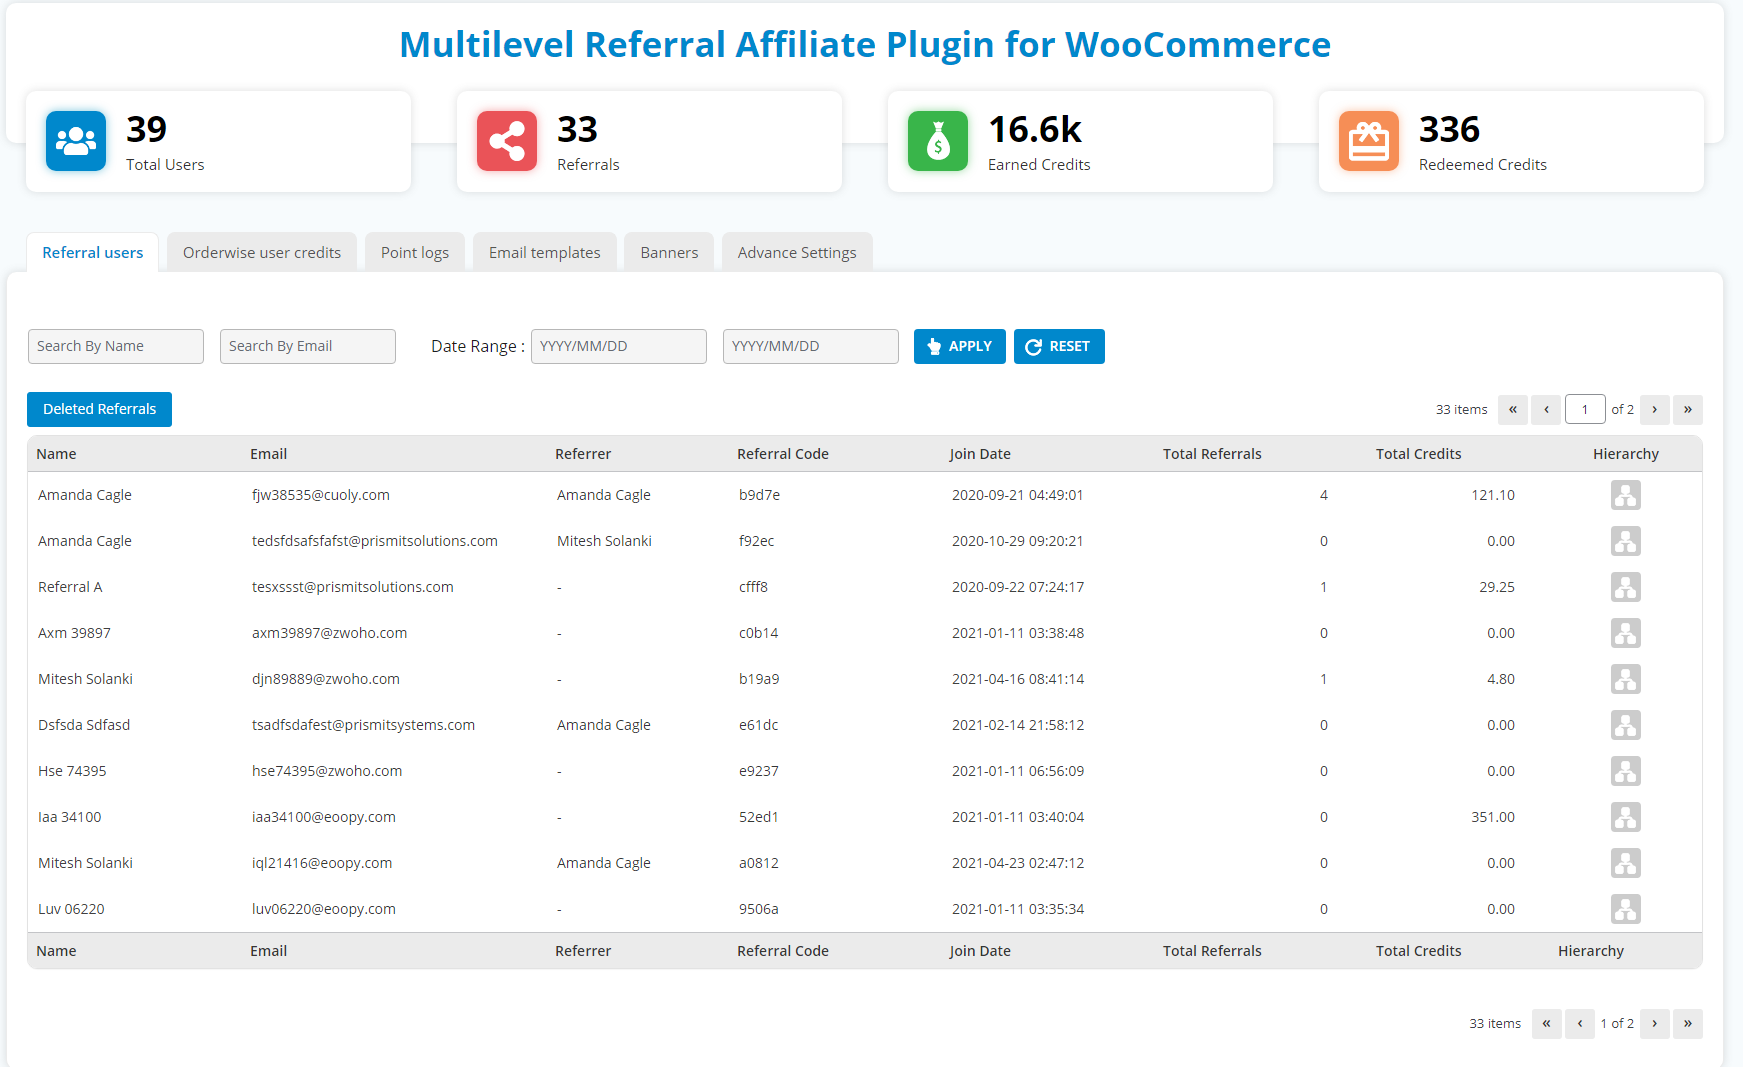 Multilevel Referral Affiliate Plugin for WooCommerce
39
Total Users
33
Referrals
16.6k
Earned Credits
336
Redeemed Credits
Referral users Orderwise user credits Point logs Email templates Banners Advance Settings
Search By Name Search By Email Date Range : YYYY/MM/DD YYYY/MM/DD APPLY RESET
Deleted Referrals 33 items « ‹ 1 of 2 › »
Name Email Referrer Referral Code Join Date Total Referrals Total Credits Hierarchy
Amanda Cagle fjw38535@cuoly.com Amanda Cagle b9d7e 2020-09-21 04:49:01 4 121.10
Amanda Cagle tedsfdsafsfafst@prismitsolutions.com Mitesh Solanki f92ec 2020-10-29 09:20:21 0 0.00
Referral A tesxssst@prismitsolutions.com - cfff8 2020-09-22 07:24:17 1 29.25
Axm 39897 axm39897@zwoho.com - c0b14 2021-01-11 03:38:48 0 0.00
Mitesh Solanki djn89889@zwoho.com - b19a9 2021-04-16 08:41:14 1 4.80
Dsfsda Sdfasd tsadfsdafest@prismitsystems.com Amanda Cagle e61dc 2021-02-14 21:58:12 0 0.00
Hse 74395 hse74395@zwoho.com - e9237 2021-01-11 06:56:09 0 0.00
Iaa 34100 iaa34100@eoopy.com - 52ed1 2021-01-11 03:40:04 0 351.00
Mitesh Solanki iql21416@eoopy.com Amanda Cagle a0812 2021-04-23 02:47:12 0 0.00
Luv 06220 luv06220@eoopy.com - 9506a 2021-01-11 03:35:34 0 0.00
Name Email Referrer Referral Code Join Date Total Referrals Total Credits Hierarchy
33 items « ‹ 1 of 2 › »